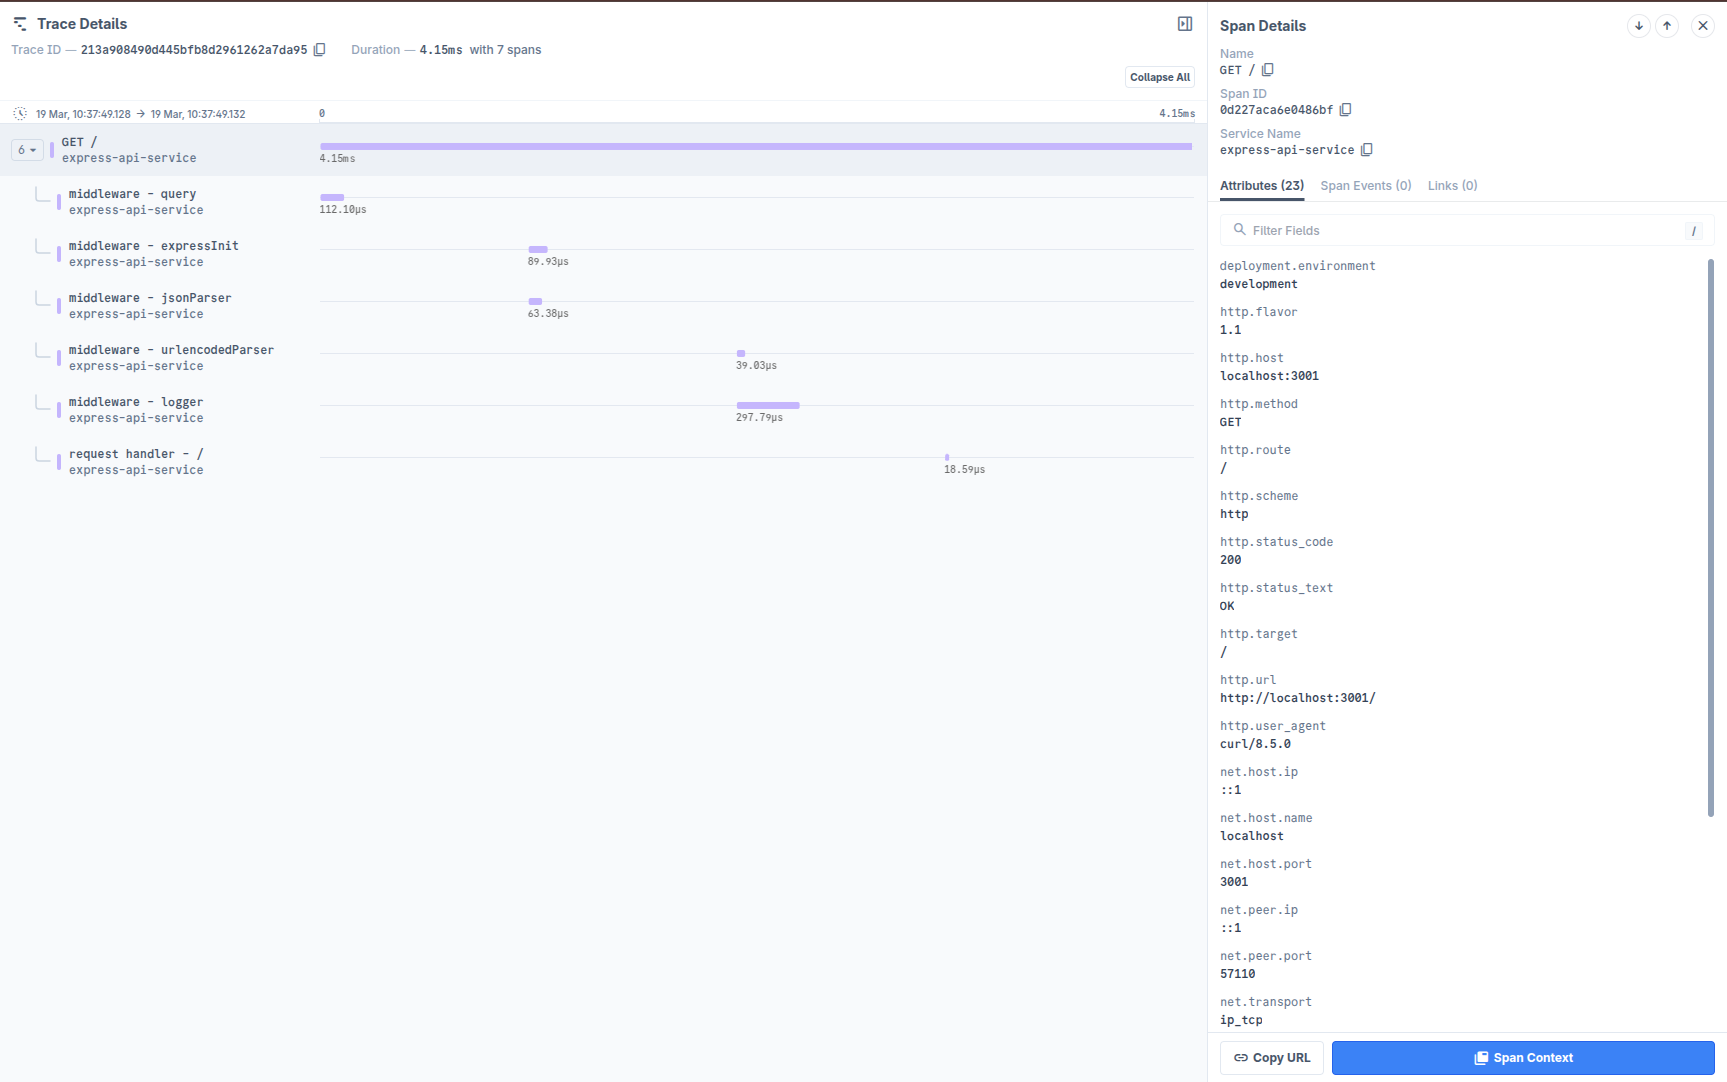 Trace Details
Trace ID — 213a908490d445bfb8d2961262a7da95 Duration — 4.15ms with 7 spans
Collapse All
19 Mar, 10:37:49.128 → 19 Mar, 10:37:49.132 0 4.15ms
6 GET /
express-api-service
4.15ms
middleware - query
express-api-service
112.10µs
middleware - expressInit
express-api-service
89.93µs
middleware - jsonParser
express-api-service
63.38µs
middleware - urlencodedParser
express-api-service
39.03µs
middleware - logger
express-api-service
297.79µs
request handler - /
express-api-service
18.59µs
Span Details
Name
GET /
Span ID
0d227aca6e0486bf
Service Name
express-api-service
Attributes (23) Span Events (0) Links (0)
Filter Fields /
deployment.environment
development
http.flavor
1.1
http.host
localhost:3001
http.method
GET
http.route
/
http.scheme
http
http.status_code
200
http.status_text
OK
http.target
/
http.url
http://localhost:3001/
http.user_agent
curl/8.5.0
net.host.ip
::1
net.host.name
localhost
net.host.port
3001
net.peer.ip
::1
net.peer.port
57110
net.transport
ip_tcp
Copy URL Span Context